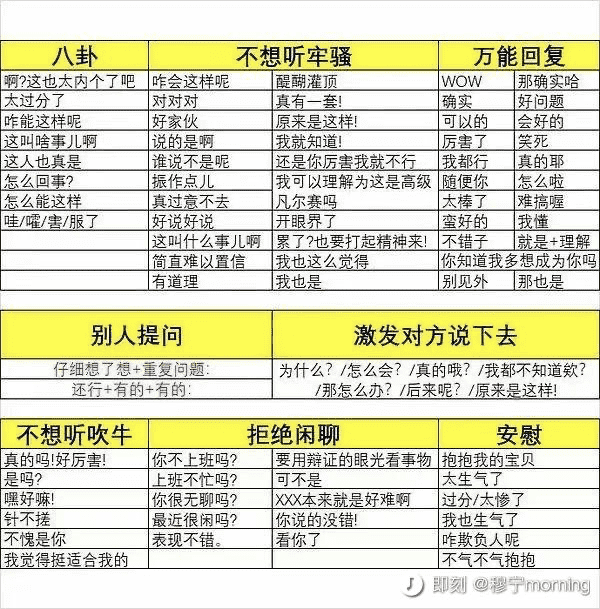 八卦 不想听牢骚 万能回复
啊?这也太内个了吧 咋会这样呢 醍醐灌顶 WOW 那确实哈
太过分了 对对对 真有一套! 确实 好问题
咋能这样呢 好家伙 原来是这样! 可以的 会好的
这叫啥事儿啊 说的是啊 我就知道! 厉害了 笑死
这人也真是 谁说不是呢 还是你厉害我就不行 我都行 真的耶
怎么回事? 振作点儿 我可以理解为这是高级 随便你 怎么啦
怎么能这样 真过意不去 凡尔赛吗 太棒了 难搞喔
哇/嚯/害/服了 好说好说 开眼界了 蛮好的 我懂
这叫什么事儿啊 累了?也要打起精神来! 不错子 就是+理解
简直难以置信 我也这么觉得 你知道我多想成为你吗
有道理 我也是 别见外 那也是
别人提问 激发对方说下去
仔细想了想+重复问题: 为什么? /怎么会? /真的哦? /我都不知道欸?
还行+有的+有的: /那怎么办? /后来呢? /原来是这样!
不想听吹牛 拒绝闲聊 安慰
真的吗!好厉害! 你不上班吗? 要用辩证的眼光看事物 抱抱我的宝贝
是吗? 上班不忙吗? 可不是 太生气了
嘿好嘛! 你很无聊吗? XXX本来就是好难啊 过分/太惨了
针不搓 最近很闲吗? 你说的没错! 我也生气了
不愧是你 表现不错。 看你了 咋欺负人呢
我觉得挺适合我的 不气不气抱抱
即刻 @穆宁morning